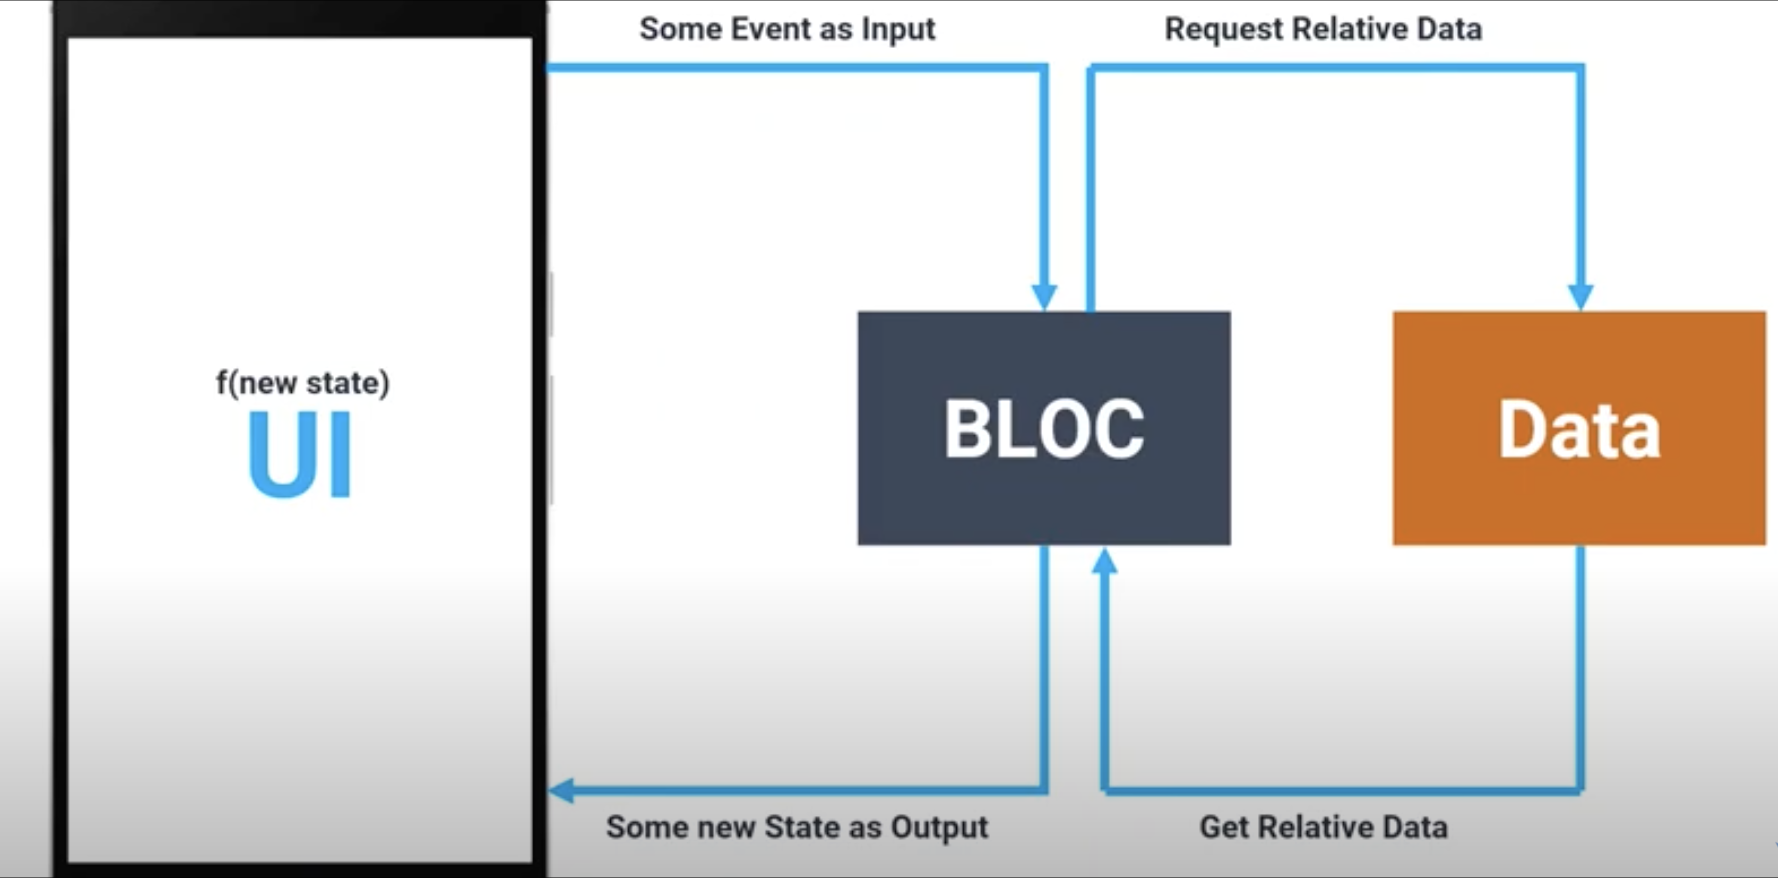 Some Event as Input
Request Relative Data
f(new state)
UI
BLOC
Data
Some new State as Output
Get Relative Data